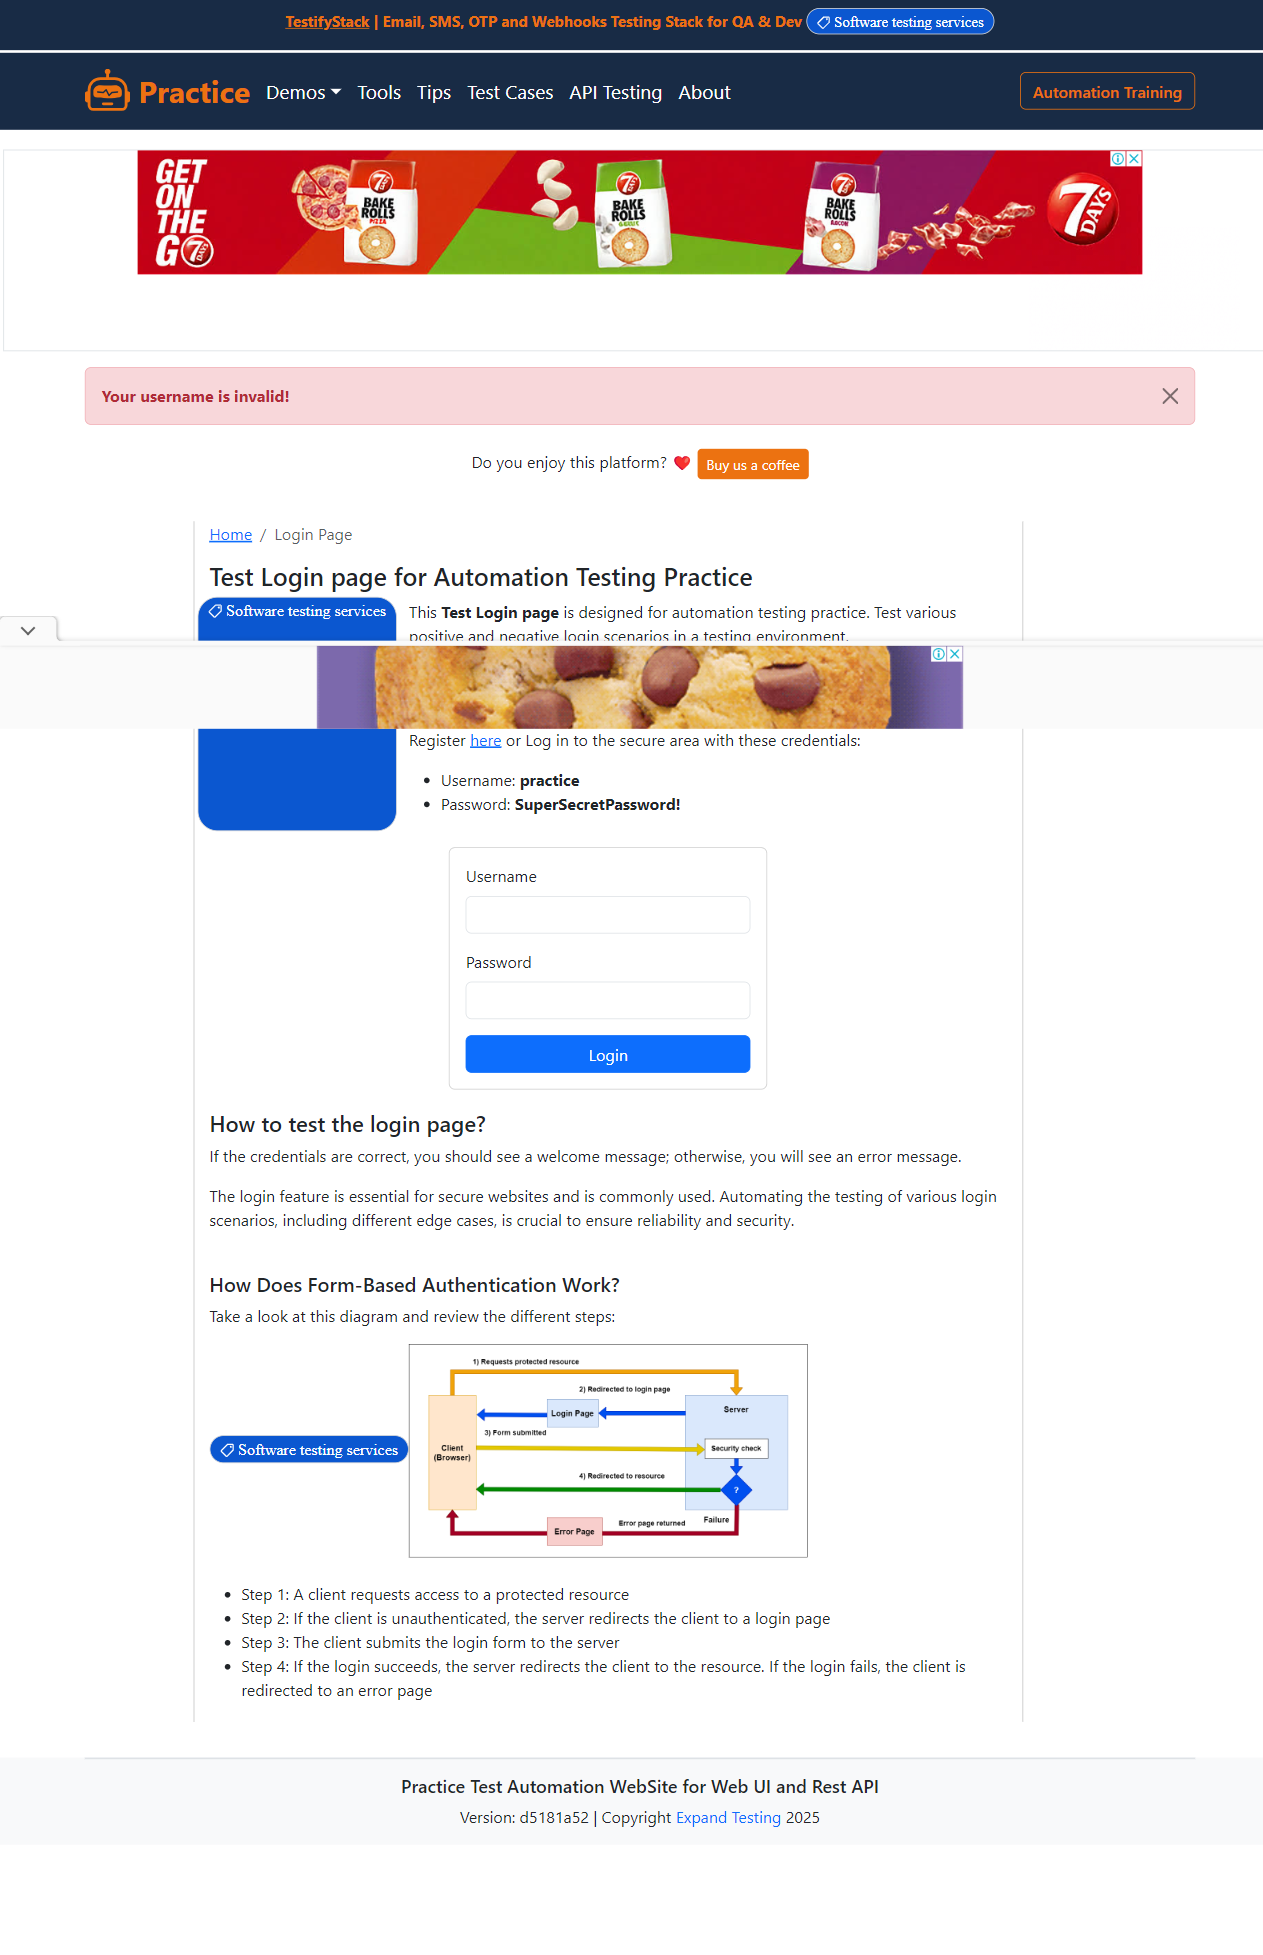 TestifyStack | Email, SMS, OTP and Webhooks Testing Stack for QA & Dev Software testing services
Practice Demos Tools Tips Test Cases API Testing About Automation Training
GET
ON
THE
GO
7 DAYS
7
BAKE
ROLLS
PIZZA
7
BAKE
ROLLS
7
BAKE
ROLLS
BACON
7 DAYS
Your username is invalid!
Do you enjoy this platform? Buy us a coffee
Home / Login Page
Test Login page for Automation Testing Practice
Software testing services
This Test Login page is designed for automation testing practice. Test various
positive and negative login scenarios in a testing environment.
Register here or Log in to the secure area with these credentials:
Username: practice
Password: SuperSecretPassword!
Username
Password
Login
How to test the login page?
If the credentials are correct, you should see a welcome message; otherwise, you will see an error message.
The login feature is essential for secure websites and is commonly used. Automating the testing of various login
scenarios, including different edge cases, is crucial to ensure reliability and security.
How Does Form-Based Authentication Work?
Take a look at this diagram and review the different steps:
Software testing services
1) Requests protected resource
2) Redirected to login page
Server
Login Page
3) Form submitted
Client
(Browser)
Security check
4) Redirected to resource
?
Failure
Error page returned
Error Page
Step 1: A client requests access to a protected resource
Step 2: If the client is unauthenticated, the server redirects the client to a login page
Step 3: The client submits the login form to the server
Step 4: If the login succeeds, the server redirects the client to the resource. If the login fails, the client is
redirected to an error page
Practice Test Automation WebSite for Web UI and Rest API
Version: d5181a52 | Copyright Expand Testing 2025